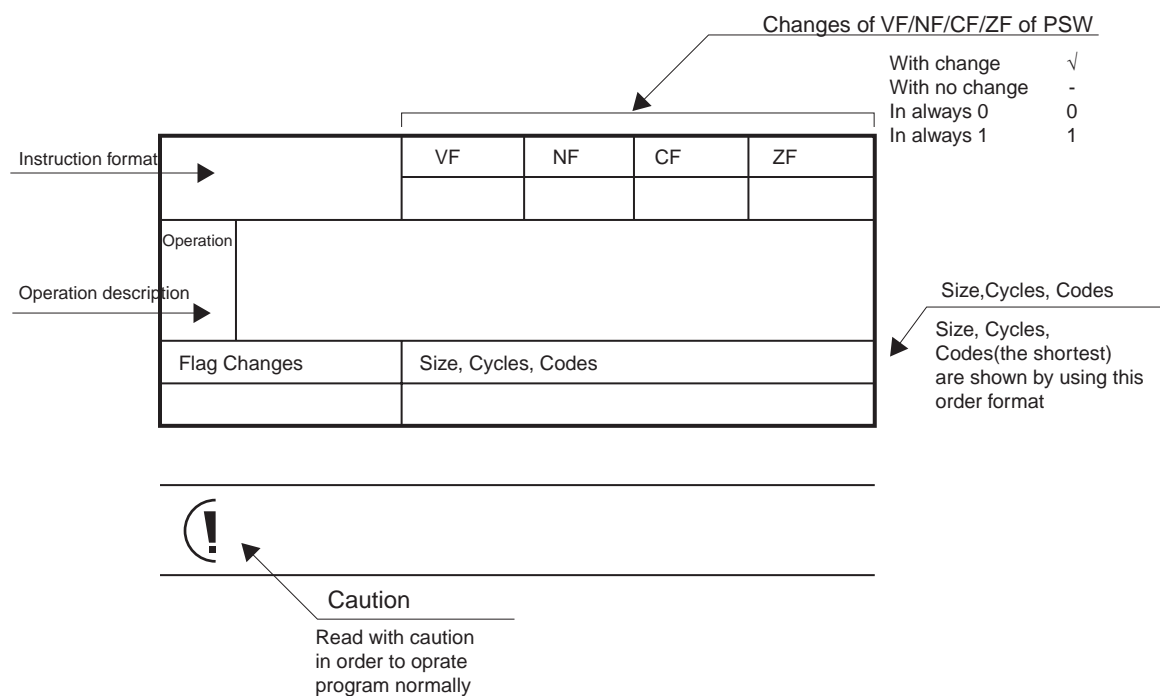 Changes of VF/NF/CF/ZF of PSW
With change √
With no change -
In always 0 0
In always 1 1
Instruction format
VF NF CF ZF
Operation
Operation description
Size,Cycles, Codes
Size, Cycles,
Codes(the shortest)
are shown by using this
order format
Flag Changes Size, Cycles, Codes
!
Caution
Read with caution
in order to oprate
program normally